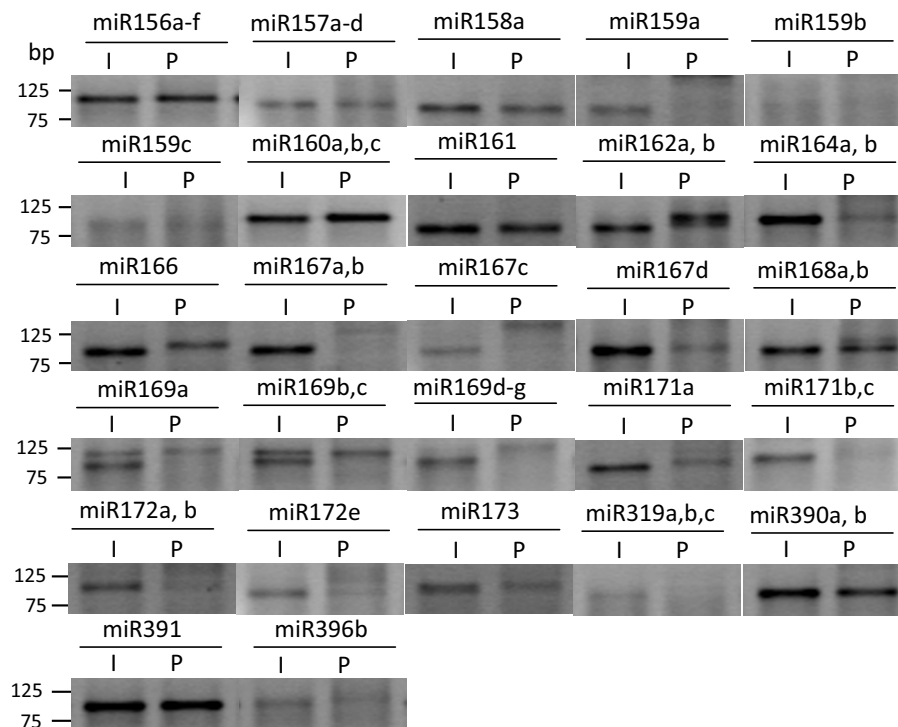 miR156a-f miR157a-d miR158a miR159a miR159b
bp I P I P I P I P I P
125
75
miR159c miR160a,b,c miR161 miR162a, b miR164a, b
I P I P I P I P I P
125
75
miR166 miR167a,b miR167c miR167d miR168a,b
I P I P I P I P I P
125
75
miR169a miR169b,c miR169d-g miR171a miR171b,c
I P I P I P I P I P
125
75
miR172a, b miR172e miR173 miR319a,b,c miR390a, b
I P I P I P I P I P
125
75
miR391 miR396b
I P I P
125
75